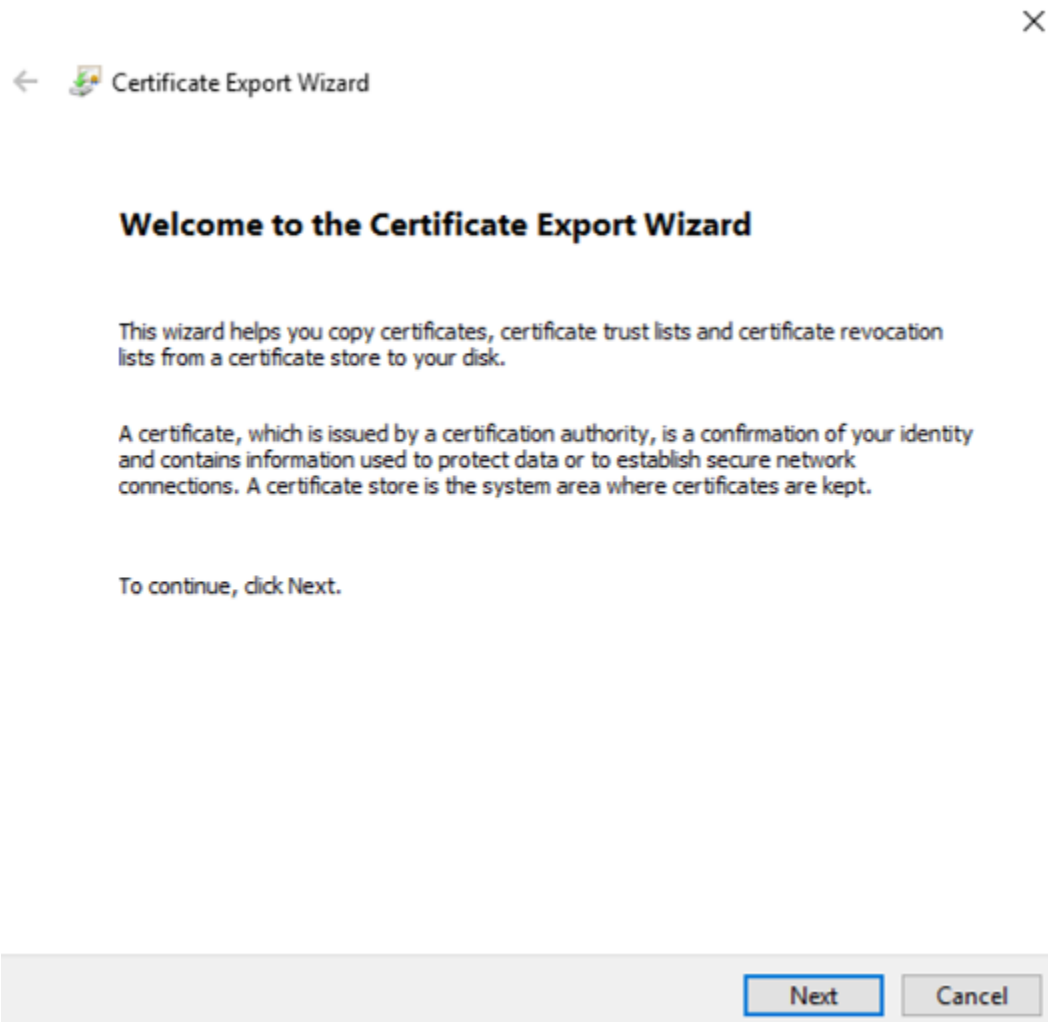 Certificate Export Wizard
Welcome to the Certificate Export Wizard
This wizard helps you copy certificates, certificate trust lists and certificate revocation
lists from a certificate store to your disk.
A certificate, which is issued by a certification authority, is a confirmation of your identity
and contains information used to protect data or to establish secure network
connections. A certificate store is the system area where certificates are kept.
To continue, click Next.
Next
Cancel